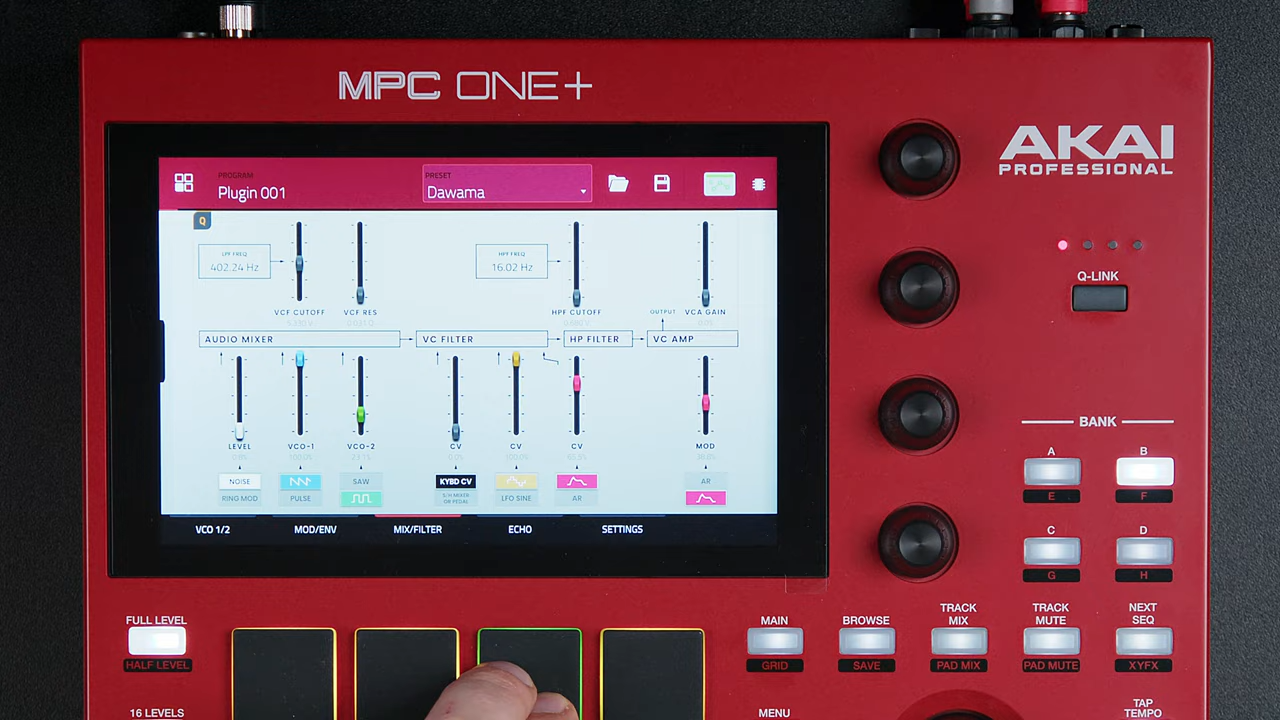 MPC ONE+
AKAI
PROFESSIONAL
PROGRAM
Plugin 001
PRESET
Dawama
Q
LPF FREQ
402.24 Hz
HPF FREQ
16.02 Hz
VCF CUTOFF
VCF RES
HPF CUTOFF
VCA GAIN
OUTPUT
AUDIO MIXER
VC FILTER
HP FILTER
VC AMP
LEVEL
VCO-1
VCO-2
CV
CV
CV
MOD
NOISE
RING MOD
PULSE
SAW
KYBD CV
S/H MIXER
OR PEDAL
LFO SINE
AR
AR
VCO 1/2
MOD/ENV
MIX/FILTER
ECHO
SETTINGS
Q-LINK
BANK
A
B
E
F
C
D
G
H
FULL LEVEL
HALF LEVEL
16 LEVELS
MAIN
GRID
BROWSE
SAVE
TRACK
MIX
PAD MIX
TRACK
MUTE
PAD MUTE
NEXT
SEQ
XYFX
MENU
TAP
TEMPO